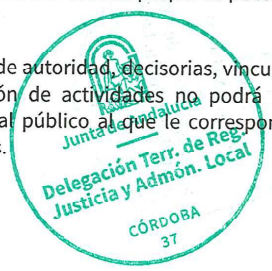 de autoridad, decisorias, vincu
ón de actividades no podrá
al público al que le correspon
.
Junta de Andalucía
Delegación Terr. de Reg.
Justicia y Admón. Local
CÓRDOBA
37